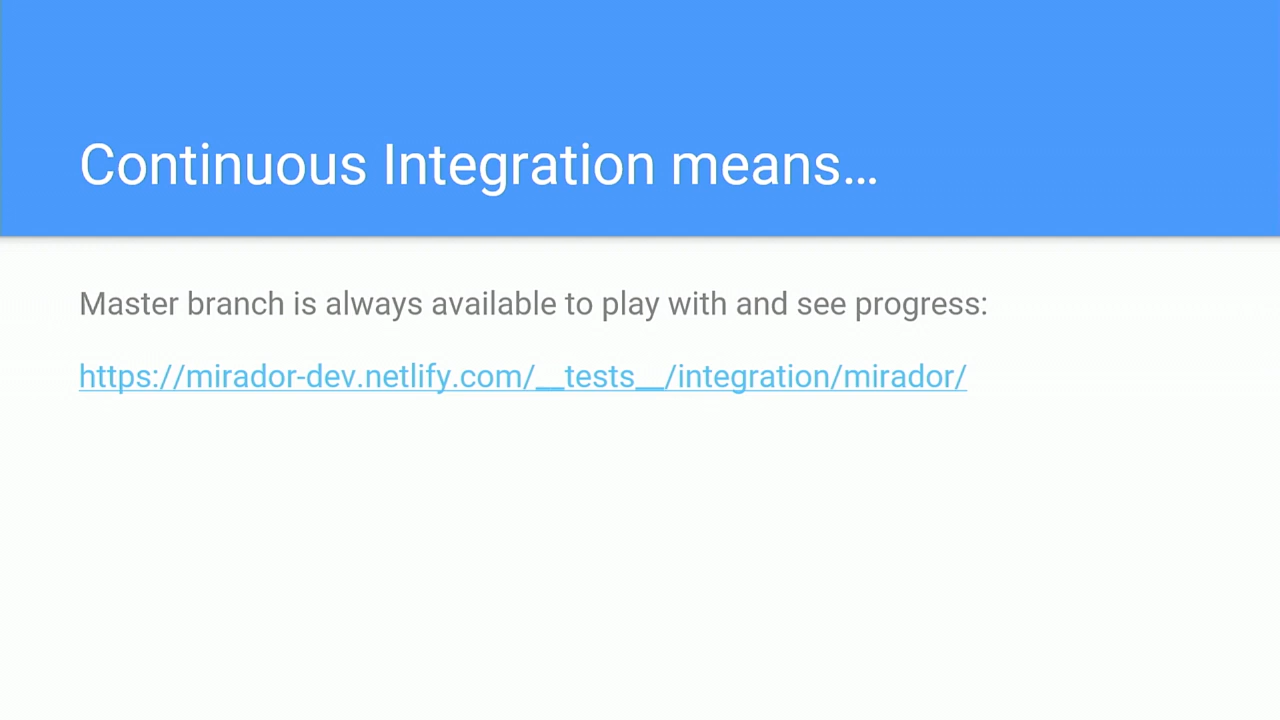 Continuous Integration means…
Master branch is always available to play with and see progress:
https://mirador-dev.netlify.com/__tests__/integration/mirador/